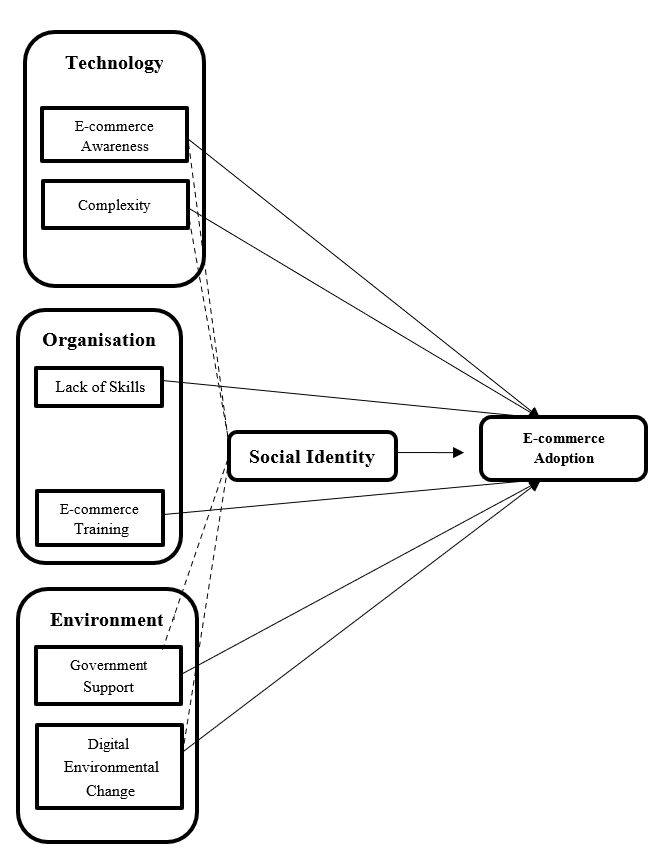 Technology
E-commerce
Awareness
Complexity
Organisation
Lack of Skills
E-commerce
Training
Social Identity
E-commerce
Adoption
Environment
Government
Support
Digital
Environmental
Change